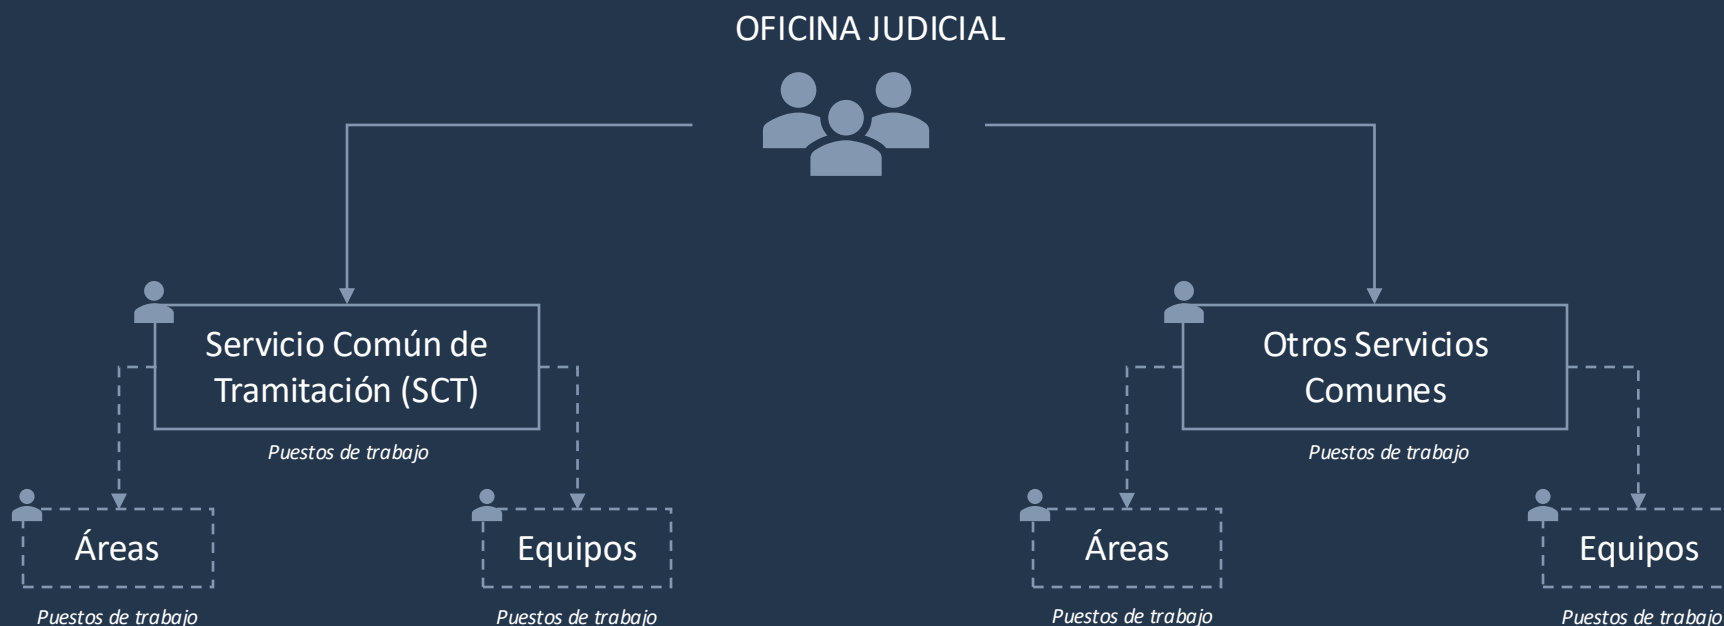 OFICINA JUDICIAL
Servicio Común de
Tramitación (SCT)
Otros Servicios
Comunes
Puestos de trabajo
Puestos de trabajo
Áreas
Equipos
Áreas
Equipos
Puestos de trabajo
Puestos de trabajo
Puestos de trabajo
Puestos de trabajo